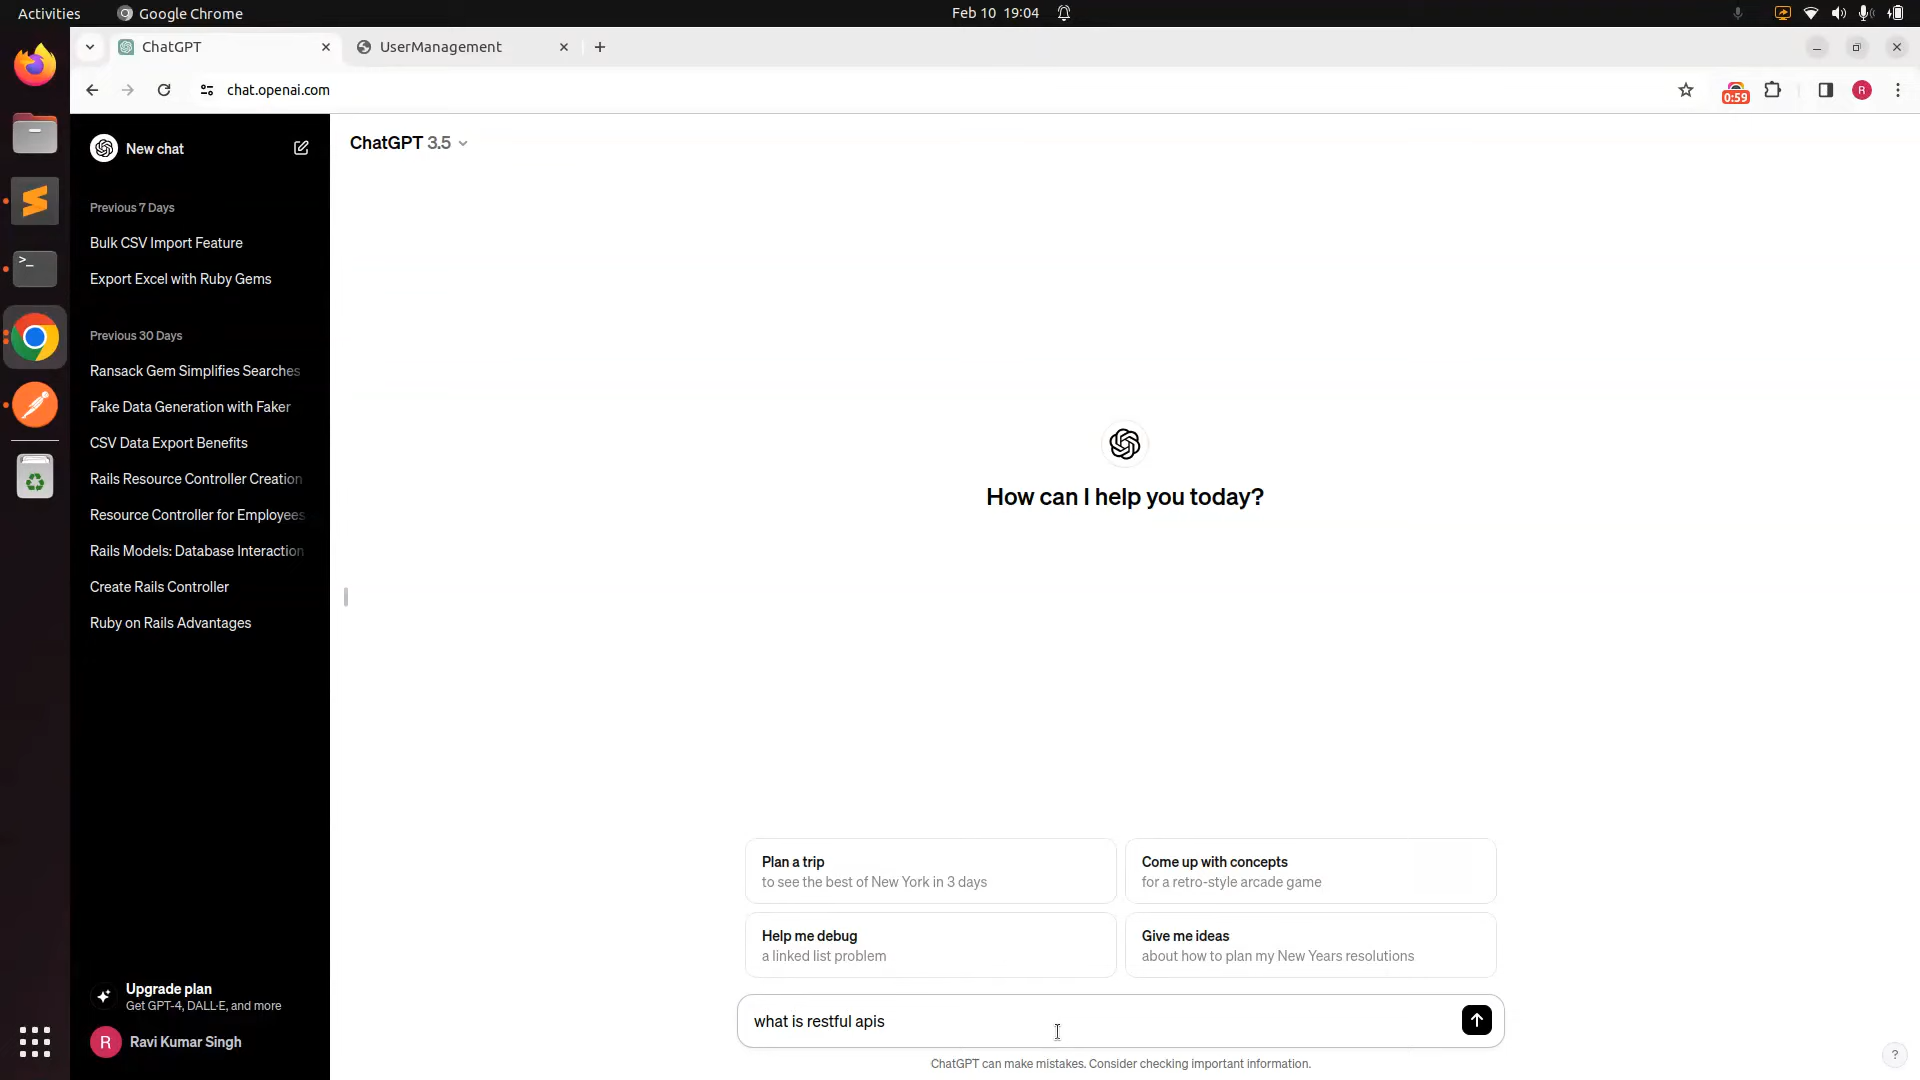 Activities
Google Chrome
Feb 10 19:04
ChatGPT
UserManagement
chat.openai.com
0:59
R
New chat
ChatGPT 3.5
Previous 7 Days
Bulk CSV Import Feature
Export Excel with Ruby Gems
Previous 30 Days
Ransack Gem Simplifies Searches
Fake Data Generation with Faker
CSV Data Export Benefits
Rails Resource Controller Creation
Resource Controller for Employees
Rails Models: Database Interaction
Create Rails Controller
Ruby on Rails Advantages
How can I help you today?
Plan a trip
to see the best of New York in 3 days
Come up with concepts
for a retro-style arcade game
Help me debug
a linked list problem
Give me ideas
about how to plan my New Years resolutions
Upgrade plan
Get GPT-4, DALL·E, and more
R
Ravi Kumar Singh
what is restful apis
ChatGPT can make mistakes. Consider checking important information.
?